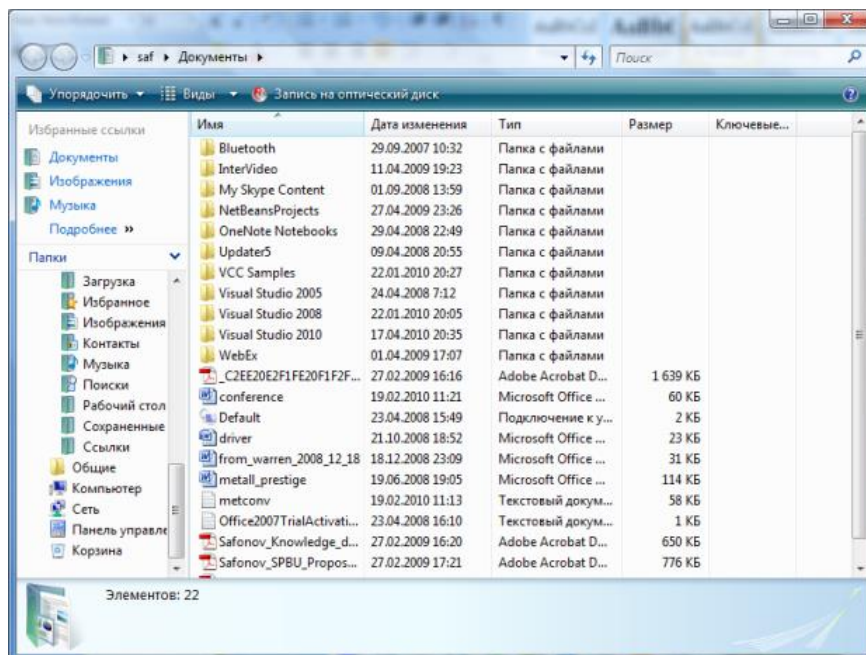 saf ▸ Документы ▸ Поиск
Упорядочить Виды Запись на оптический диск
Избранные ссылки
Документы
Изображения
Музыка
Подробнее »
Папки
Загрузка
Избранное
Изображения
Контакты
Музыка
Поиски
Рабочий стол
Сохраненные
Ссылки
Общие
Компьютер
Сеть
Панель управле
Корзина
Имя Дата изменения Тип Размер Ключевые...
Bluetooth 29.09.2007 10:32 Папка с файлами
InterVideo 11.04.2009 19:23 Папка с файлами
My Skype Content 01.09.2008 13:59 Папка с файлами
NetBeansProjects 27.04.2009 23:26 Папка с файлами
OneNote Notebooks 29.04.2008 22:49 Папка с файлами
Updater5 09.04.2008 20:55 Папка с файлами
VCC Samples 22.01.2010 20:27 Папка с файлами
Visual Studio 2005 24.04.2008 7:12 Папка с файлами
Visual Studio 2008 22.01.2010 20:05 Папка с файлами
Visual Studio 2010 17.04.2010 20:35 Папка с файлами
WebEx 01.04.2009 17:07 Папка с файлами
_C2EE20E2F1FE20F1F2F... 27.02.2009 16:16 Adobe Acrobat D... 1 639 КБ
conference 19.02.2010 11:21 Microsoft Office ... 60 КБ
Default 23.04.2008 15:49 Подключение к у... 2 КБ
driver 21.10.2008 18:52 Microsoft Office ... 23 КБ
from_warren_2008_12_18 18.12.2008 23:09 Microsoft Office ... 31 КБ
metall_prestige 19.06.2008 19:05 Microsoft Office ... 114 КБ
metconv 19.02.2010 11:13 Текстовый докум... 58 КБ
Office2007TrialActivati... 23.04.2008 16:10 Текстовый докум... 1 КБ
Safonov_Knowledge_d... 27.02.2009 16:20 Adobe Acrobat D... 650 КБ
Safonov_SPBU_Propos... 27.02.2009 17:21 Adobe Acrobat D... 776 КБ
Элементов: 22